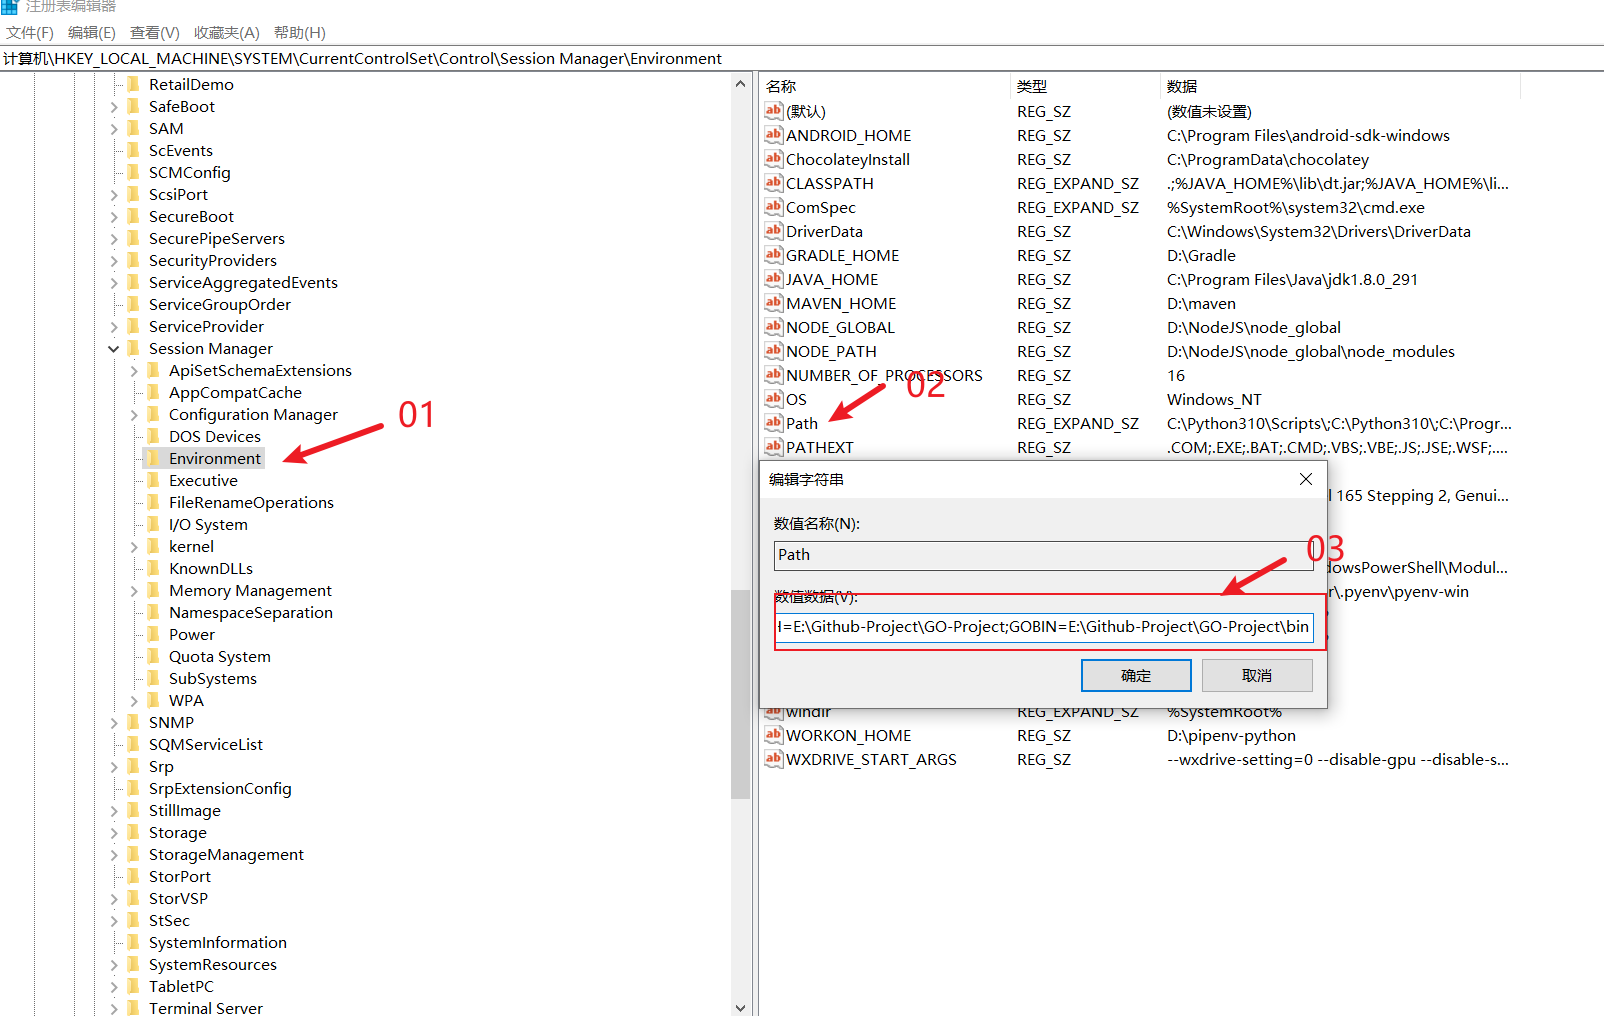 注册表编辑器
文件(F) 编辑(E) 查看(V) 收藏夹(A) 帮助(H)
计算机\HKEY_LOCAL_MACHINE\SYSTEM\CurrentControlSet\Control\Session Manager\Environment
RetailDemo
SafeBoot
SAM
ScEvents
SCMConfig
ScsiPort
SecureBoot
SecurePipeServers
SecurityProviders
ServiceAggregatedEvents
ServiceGroupOrder
ServiceProvider
Session Manager
ApiSetSchemaExtensions
AppCompatCache
Configuration Manager
DOS Devices
Environment
Executive
FileRenameOperations
I/O System
kernel
KnownDLLs
Memory Management
NamespaceSeparation
Power
Quota System
SubSystems
WPA
SNMP
SQMServiceList
Srp
SrpExtensionConfig
StillImage
Storage
StorageManagement
StorPort
StorVSP
StSec
SystemInformation
SystemResources
TabletPC
Terminal Server
01
名称 类型 数据
(默认) REG_SZ (数值未设置)
ANDROID_HOME REG_SZ C:\Program Files\android-sdk-windows
ChocolateyInstall REG_SZ C:\ProgramData\chocolatey
CLASSPATH REG_EXPAND_SZ .;%JAVA_HOME%\lib\dt.jar;%JAVA_HOME%\li...
ComSpec REG_EXPAND_SZ %SystemRoot%\system32\cmd.exe
DriverData REG_SZ C:\Windows\System32\Drivers\DriverData
GRADLE_HOME REG_SZ D:\Gradle
JAVA_HOME REG_SZ C:\Program Files\Java\jdk1.8.0_291
MAVEN_HOME REG_SZ D:\maven
NODE_GLOBAL REG_SZ D:\NodeJS\node_global
NODE_PATH REG_SZ D:\NodeJS\node_global\node_modules
NUMBER_OF_PROCESSORS REG_SZ 16
02
OS REG_SZ Windows_NT
Path REG_EXPAND_SZ C:\Python310\Scripts\;C:\Python310\;C:\Progr...
PATHEXT REG_SZ .COM;.EXE;.BAT;.CMD;.VBS;.VBE;.JS;.JSE;.WSF;....
165 Stepping 2, Genui...
dowsPowerShell\Modul...
r\.pyenv\pyenv-win
编辑字符串
数值名称(N):
Path
03
数值数据(V):
=E:\Github-Project\GO-Project;GOBIN=E:\Github-Project\GO-Project\bin
确定 取消
windir REG_EXPAND_SZ %SystemRoot%
WORKON_HOME REG_SZ D:\pipenv-python
WXDRIVE_START_ARGS REG_SZ --wxdrive-setting=0 --disable-gpu --disable-s...